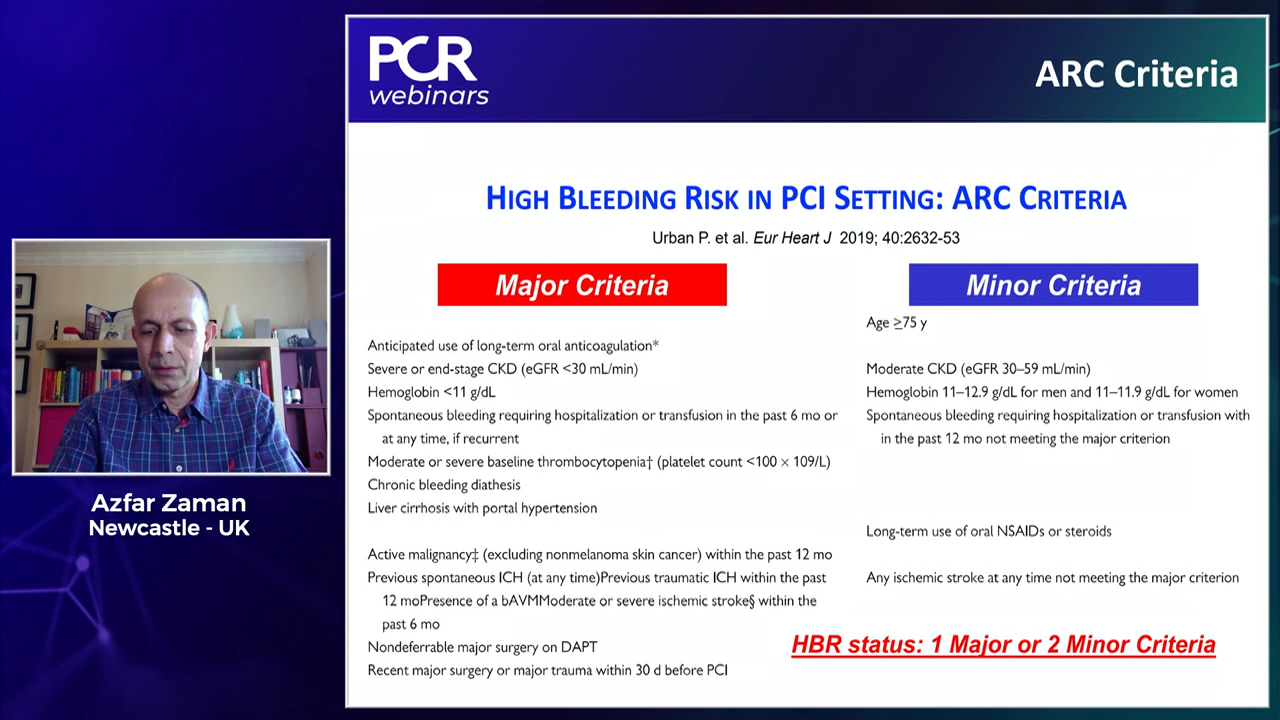 PCR
webinars
ARC Criteria
HIGH BLEEDING RISK IN PCI SETTING: ARC CRITERIA
Urban P. et al. Eur Heart J 2019; 40:2632-53
Major Criteria
Anticipated use of long-term oral anticoagulation*
Severe or end-stage CKD (eGFR <30 mL/min)
Hemoglobin <11 g/dL
Spontaneous bleeding requiring hospitalization or transfusion in the past 6 mo or
at any time, if recurrent
Moderate or severe baseline thrombocytopenia† (platelet count <100 × 109/L)
Chronic bleeding diathesis
Liver cirrhosis with portal hypertension
Active malignancy‡ (excluding nonmelanoma skin cancer) within the past 12 mo
Previous spontaneous ICH (at any time)Previous traumatic ICH within the past
12 moPresence of a bAVMModerate or severe ischemic stroke§ within the
past 6 mo
Nondeferrable major surgery on DAPT
Recent major surgery or major trauma within 30 d before PCI
Minor Criteria
Age ≥75 y
Moderate CKD (eGFR 30–59 mL/min)
Hemoglobin 11–12.9 g/dL for men and 11–11.9 g/dL for women
Spontaneous bleeding requiring hospitalization or transfusion with
in the past 12 mo not meeting the major criterion
Long-term use of oral NSAIDs or steroids
Any ischemic stroke at any time not meeting the major criterion
HBR status: 1 Major or 2 Minor Criteria
Azfar Zaman
Newcastle - UK